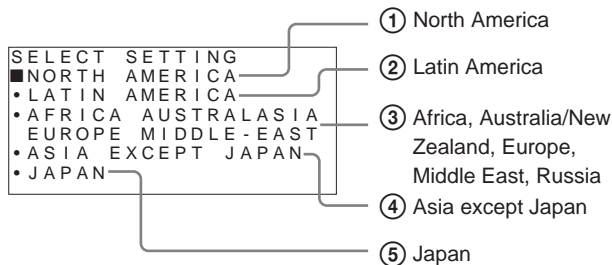 SELECT SETTING
■NORTH AMERICA
•LATIN AMERICA
•AFRICA AUSTRALASIA
EUROPE MIDDLE-EAST
•ASIA EXCEPT JAPAN
•JAPAN
① North America
② Latin America
③ Africa, Australia/New
Zealand, Europe,
Middle East, Russia
④ Asia except Japan
⑤ Japan